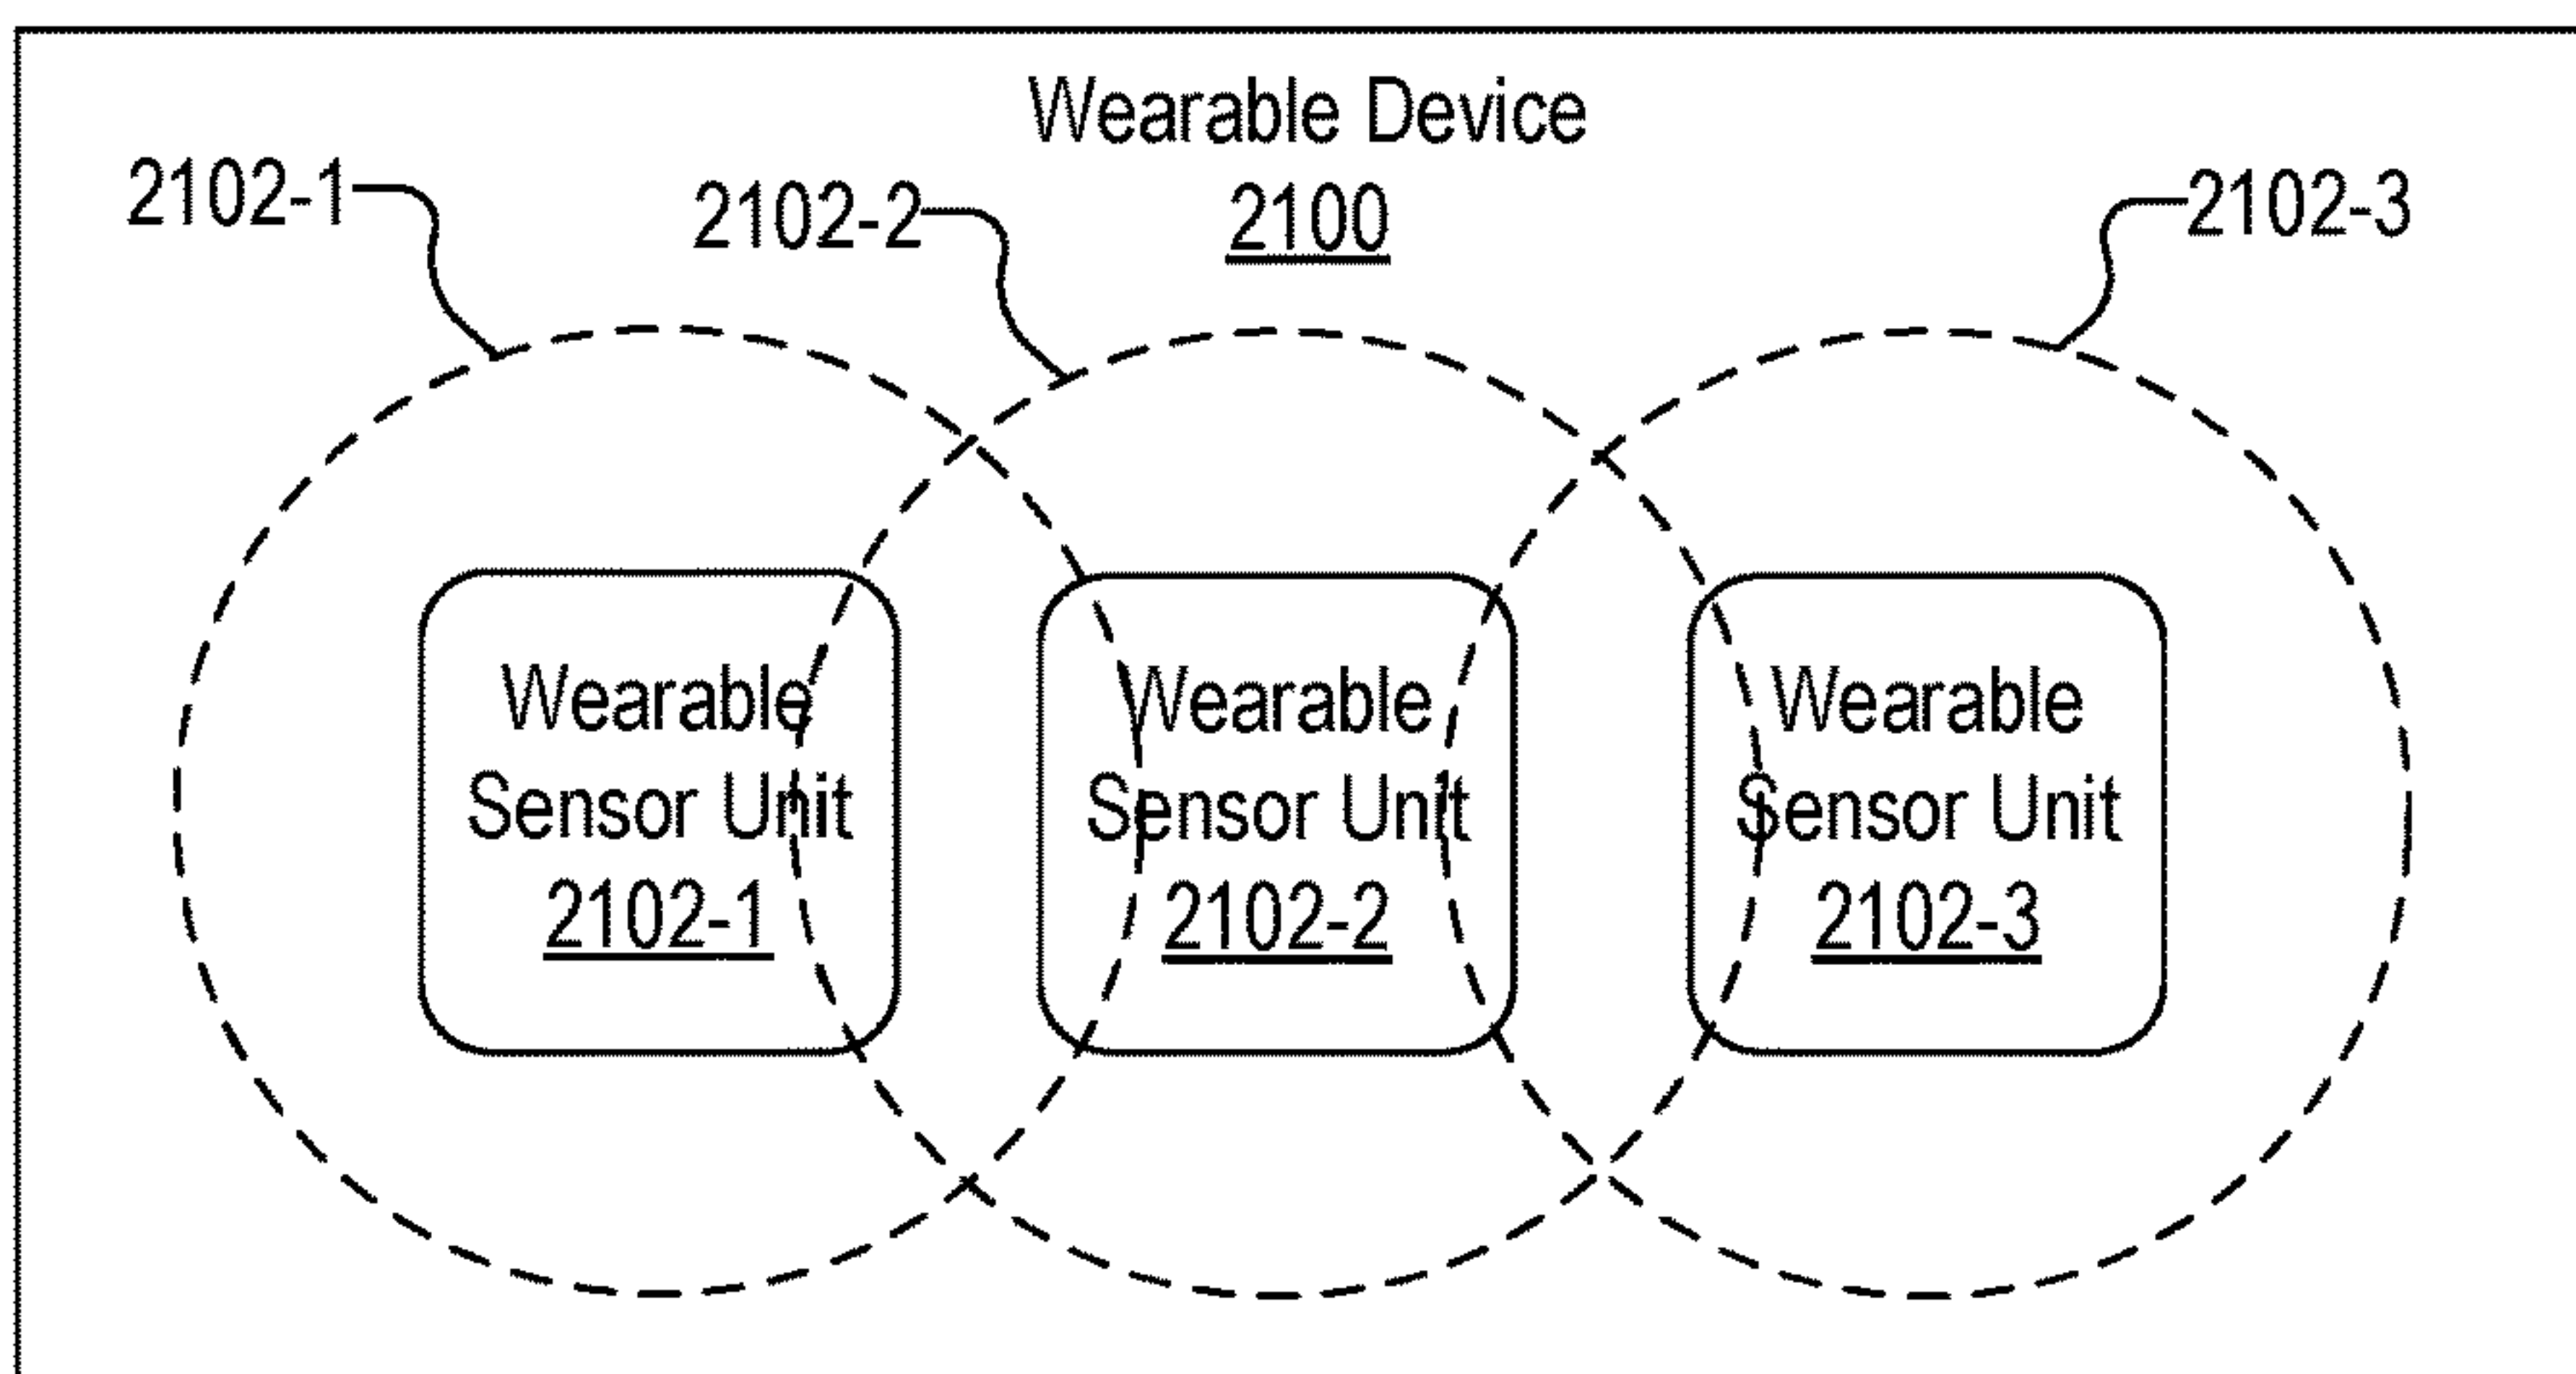 Wearable Device
2100
2102-1
2102-2
2102-3
Wearable
Sensor Unit
2102-1
Wearable
Sensor Unit
2102-2
Wearable
Sensor Unit
2102-3